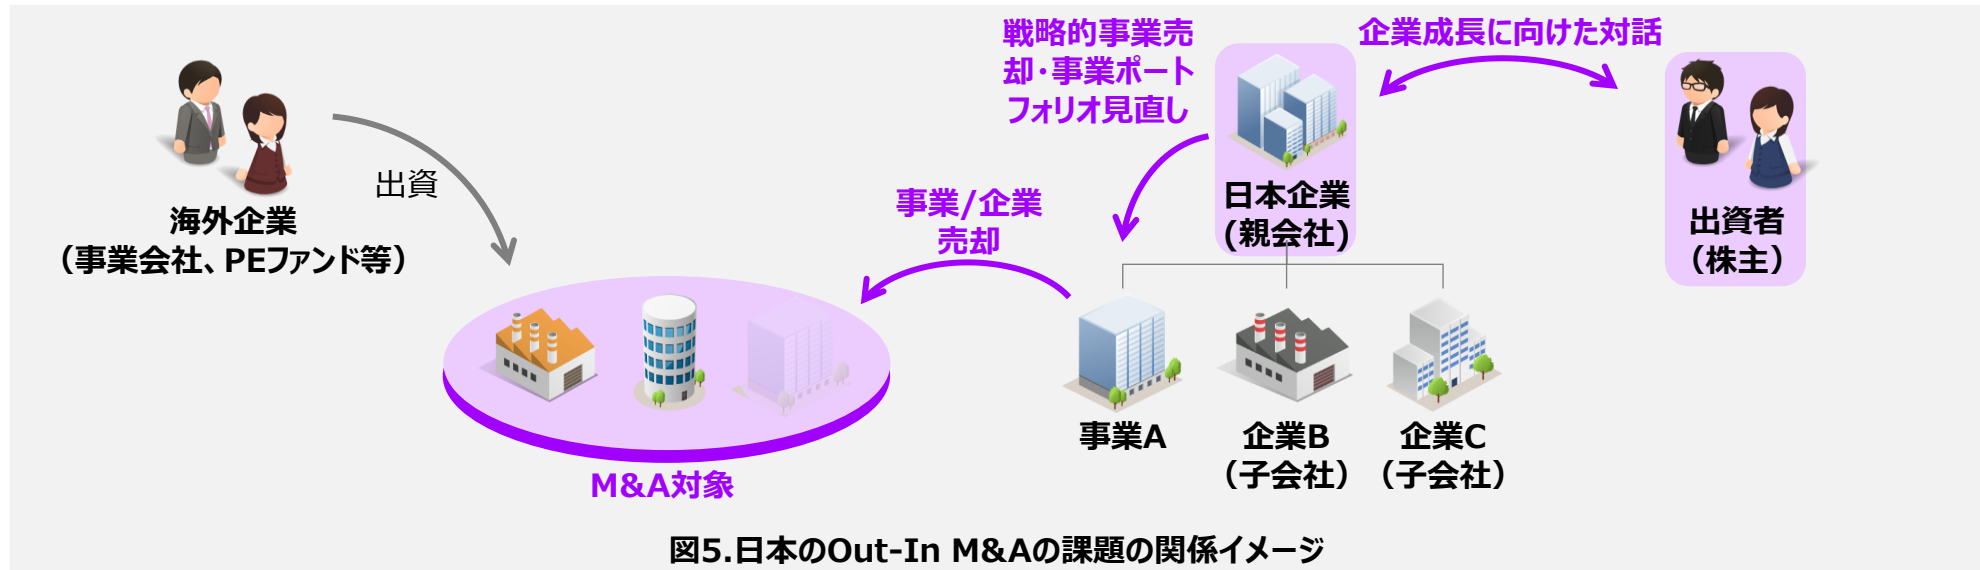 海外企業
（事業会社、PEファンド等）
出資
戦略的事業売
却・事業ポート
フォリオ見直し
企業成長に向けた対話
日本企業
(親会社)
出資者
（株主）
事業/企業
売却
事業A
企業B
（子会社）
企業C
（子会社）
M&A対象
図5.日本のOut-In M&Aの課題の関係イメージ